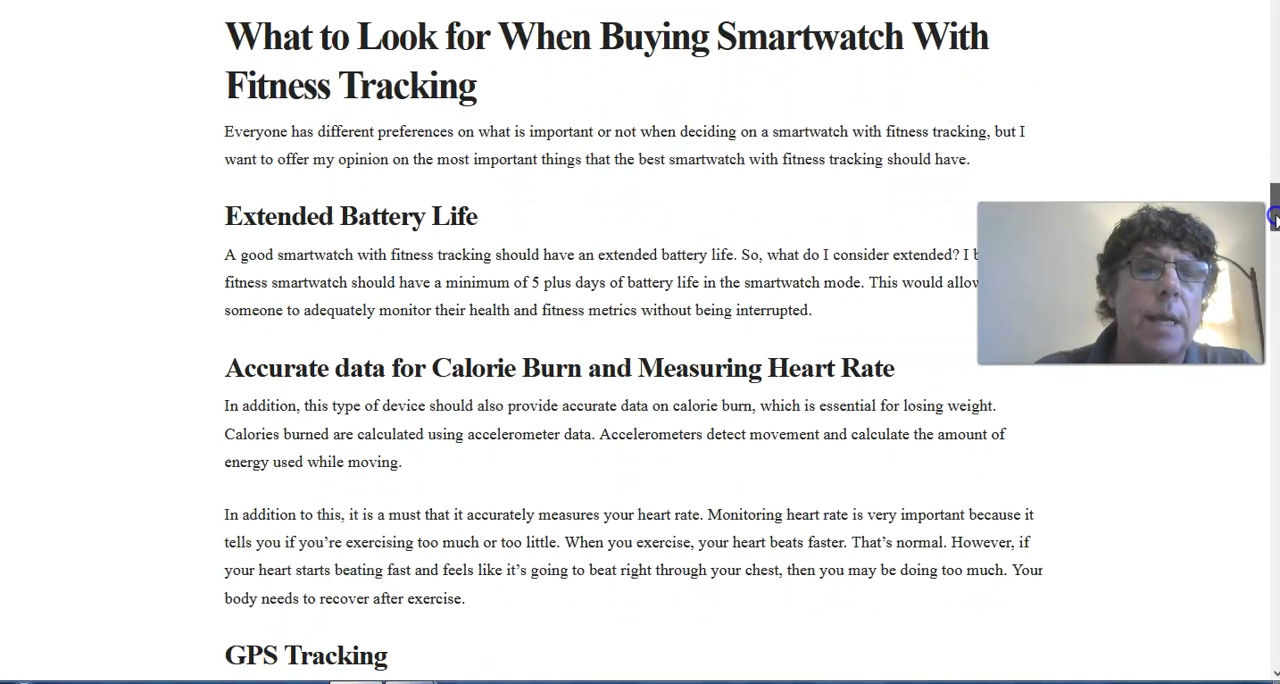 What to Look for When Buying Smartwatch With
Fitness Tracking
Everyone has different preferences on what is important or not when deciding on a smartwatch with fitness tracking, but I
want to offer my opinion on the most important things that the best smartwatch with fitness tracking should have.
Extended Battery Life
A good smartwatch with fitness tracking should have an extended battery life. So, what do I consider extended? I
fitness smartwatch should have a minimum of 5 plus days of battery life in the smartwatch mode. This would allow
someone to adequately monitor their health and fitness metrics without being interrupted.
Accurate data for Calorie Burn and Measuring Heart Rate
In addition, this type of device should also provide accurate data on calorie burn, which is essential for losing weight.
Calories burned are calculated using accelerometer data. Accelerometers detect movement and calculate the amount of
energy used while moving.
In addition to this, it is a must that it accurately measures your heart rate. Monitoring heart rate is very important because it
tells you if you’re exercising too much or too little. When you exercise, your heart beats faster. That’s normal. However, if
your heart starts beating fast and feels like it’s going to beat right through your chest, then you may be doing too much. Your
body needs to recover after exercise.
GPS Tracking